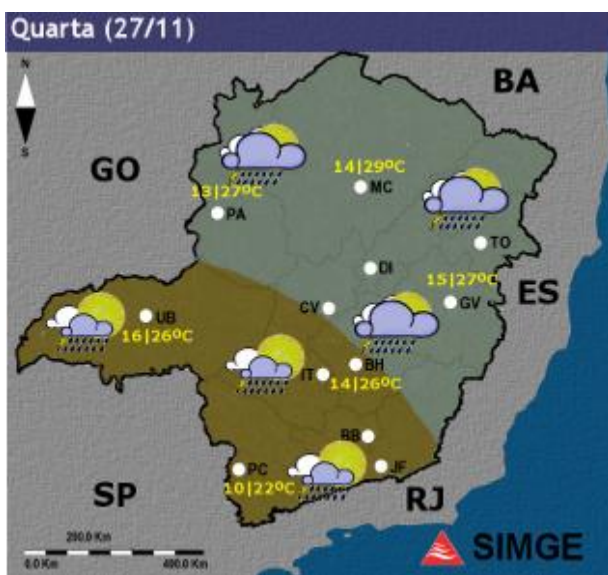 Quarta (27/11)
N
BA
S
GO
14|29ºC
MC
13|27ºC
PA
TO
DI
15|27ºC
ES
GV
CV
UB
16|26ºC
BH
IT
14|26ºC
BB
PC
JF
10|22ºC
SP
RJ
200,0 Km
SIMGE
0,0 Km
400,0 Km